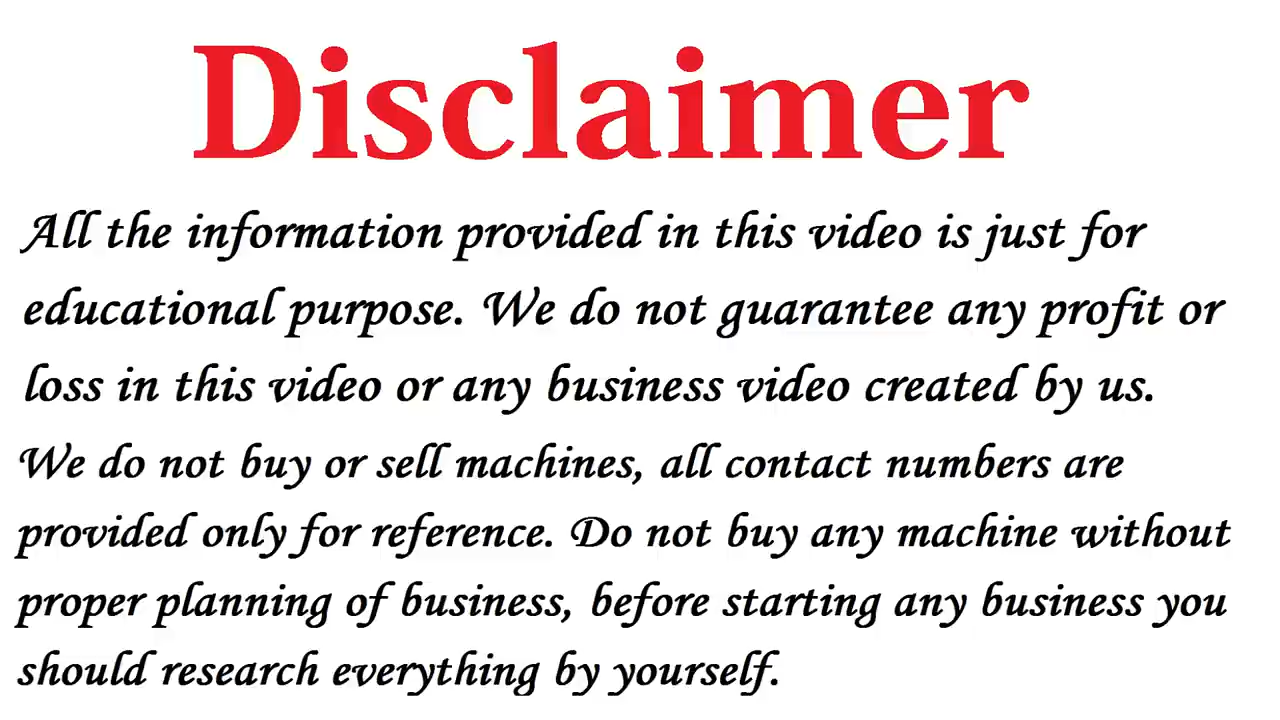 Disclaimer
All the information provided in this video is just for
educational purpose. We do not guarantee any profit or
loss in this video or any business video created by us.
We do not buy or sell machines, all contact numbers are
provided only for reference. Do not buy any machine without
proper planning of business, before starting any business you
should research everything by yourself.